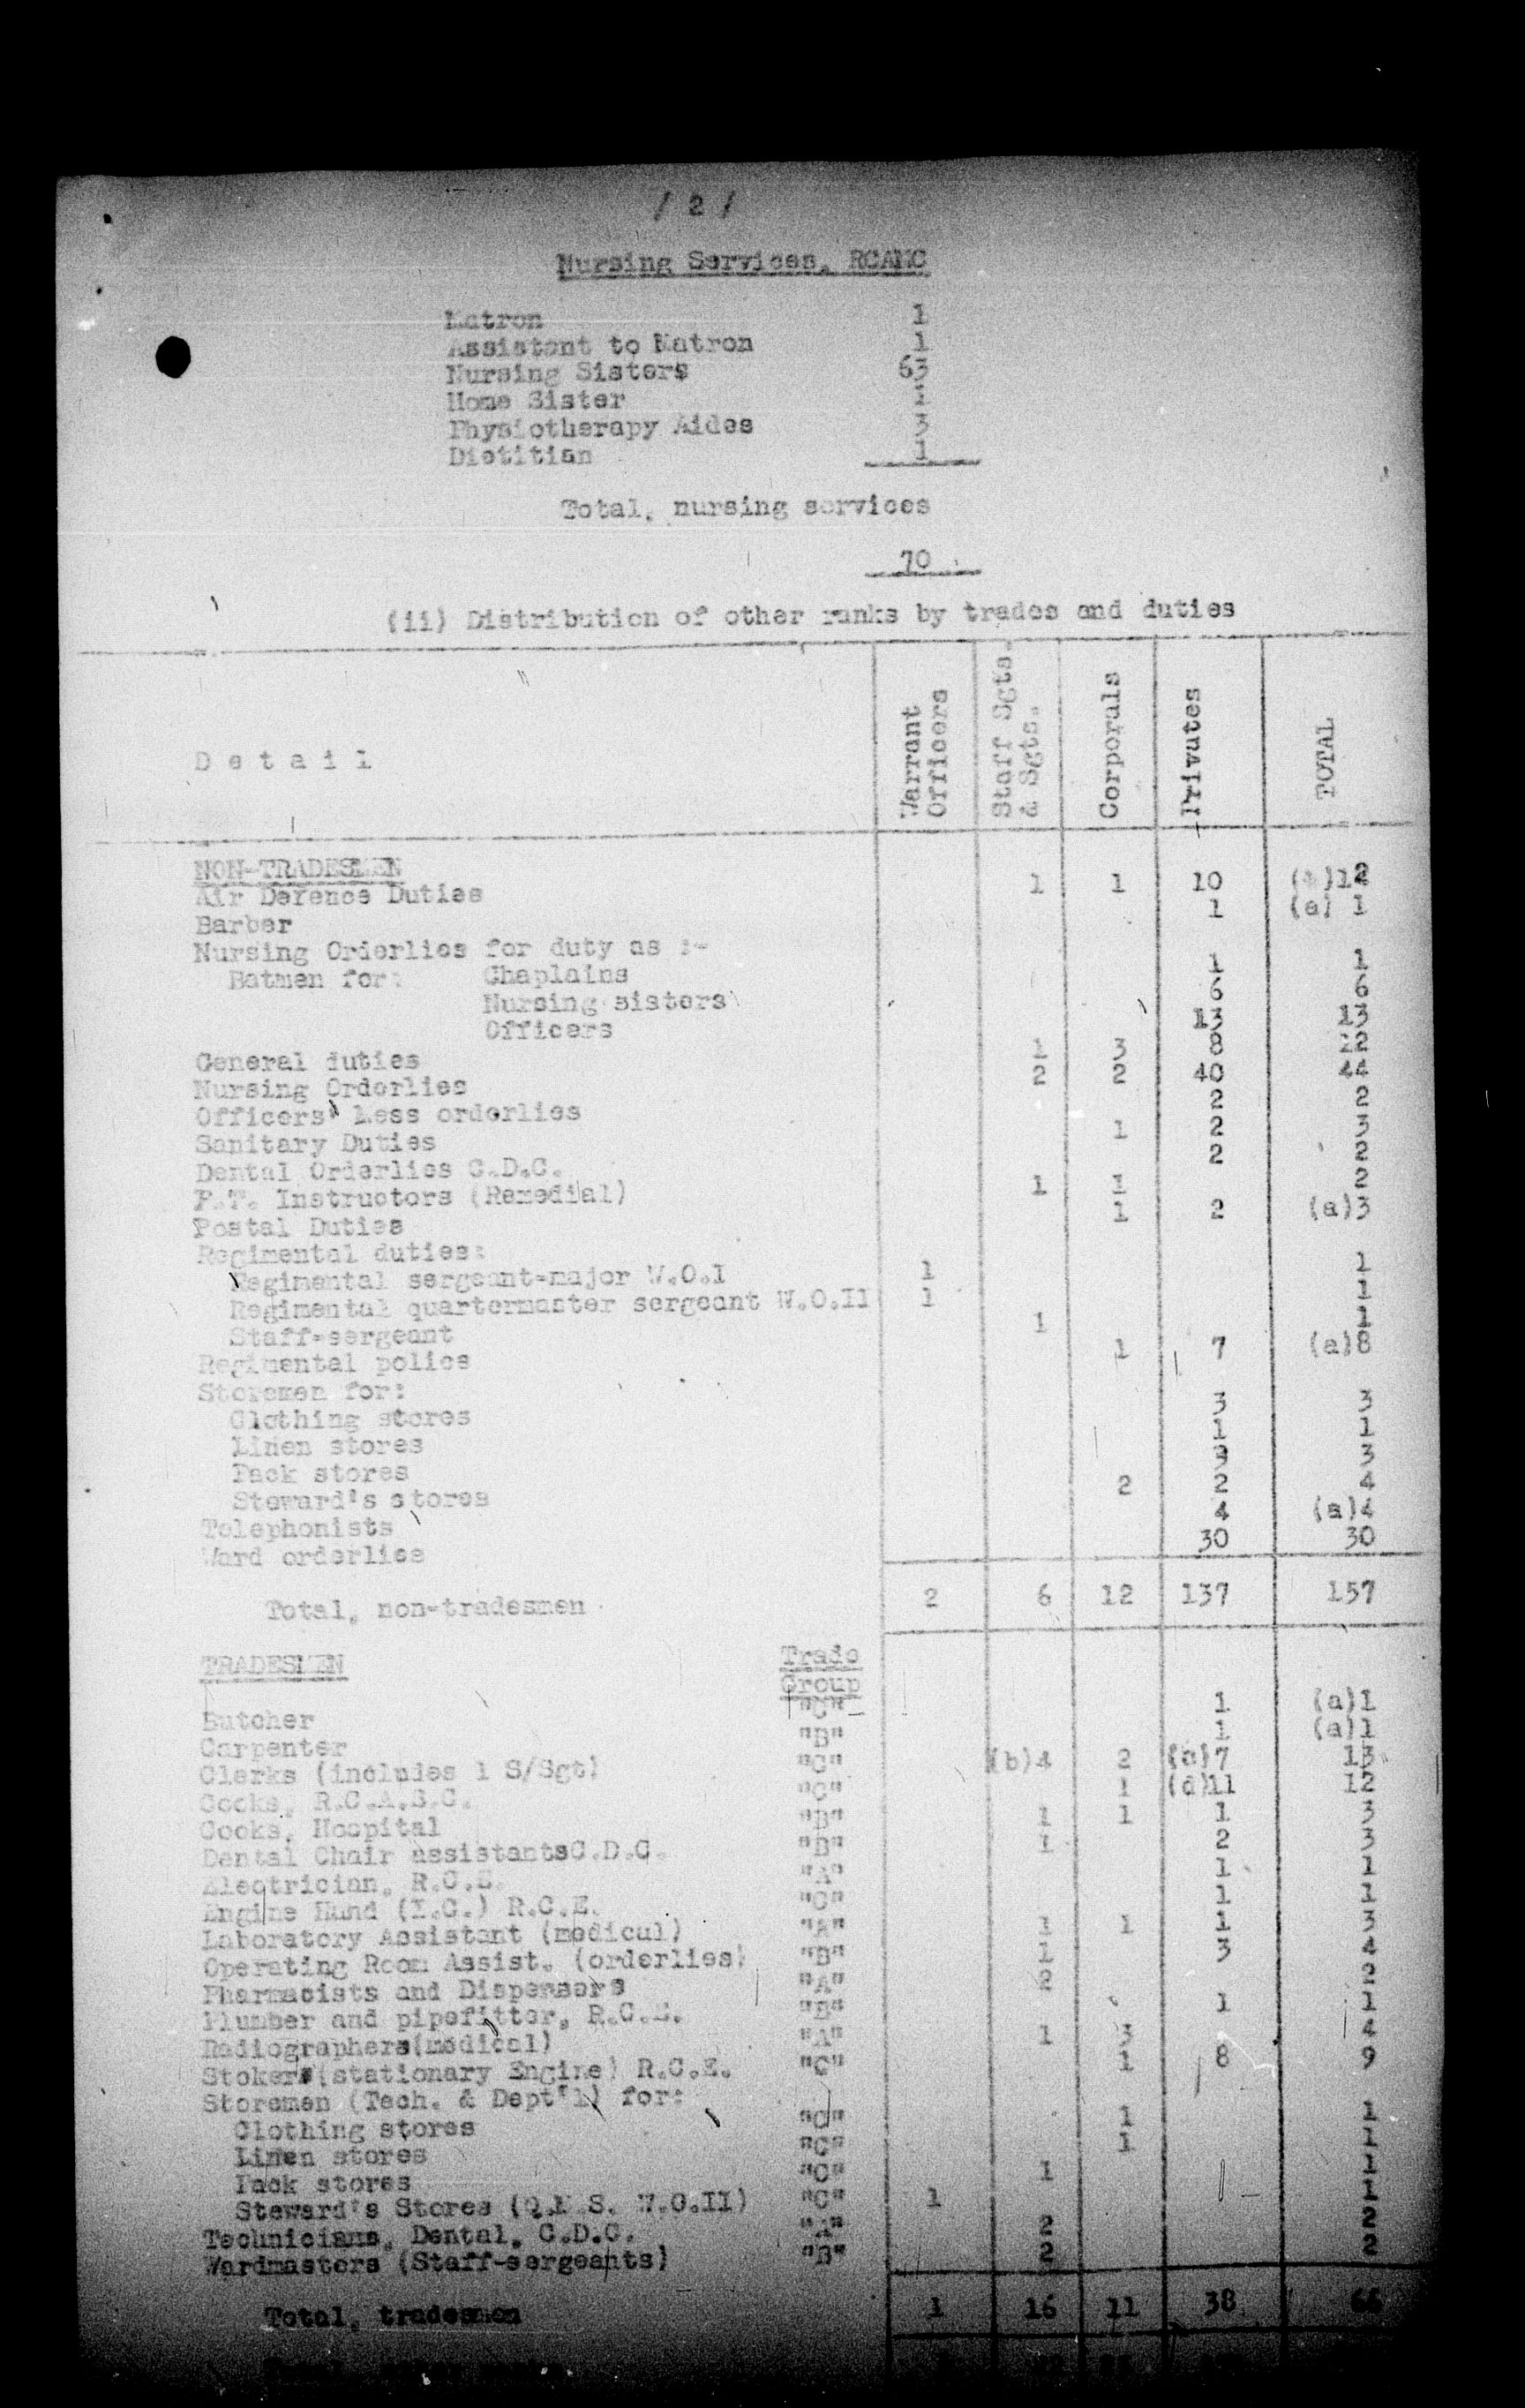 / 2 /
Nursing Services, RCAMC
Matron 1
Assistant to Matron 1
Nursing Sisters 63
Home Sister 1
Physiotherapy Aides 3
Dietitian 1
Total, nursing services
70
(ii) Distribution of other ranks by trades and duties
Detail Warrant Officers Staff Sgts. & Sgts. Corporals Privates TOTAL
NON-TRADESMEN
Air Defence Duties 1 1 10 (a)12
Barber 1 (a) 1
Nursing Orderlies for duty as :-
Batmen for: Chaplains 1 1
Nursing sisters 6 6
Officers 13 13
General duties 1 3 8 12
Nursing Orderlies 2 2 40 44
Officers' Mess orderlies 2 2
Sanitary Duties 1 2 3
Dental Orderlies C.D.C. 2 2
P.T. Instructors (Remedial) 1 1 2
Postal Duties 1 2 (a)3
Regimental duties:
Regimental sergeant-major W.O.I 1 1
Regimental quartermaster sergeant W.O.II 1 1
Staff-sergeant 1 1
Regimental police 1 7 (a)8
Storemen for:
Clothing stores 3 3
Linen stores 1 1
Pack stores 3 3
Steward's stores 2 2 4
Telephonists 4 (a)4
Ward orderlies 30 30
Total, non-tradesmen 2 6 12 137 157
TRADESMEN Trade Group
Butcher "C" 1 (a)1
Carpenter "B" 1 (a)1
Clerks (includes 1 S/Sgt) "C" (b)4 2 (c)7 13
Cooks, R.C.A.S.C. "C" 1 (d)11 12
Cooks, Hospital "B" 1 1 1 3
Dental Chair assistantsC.D.C. "B" 1 2 3
Electrician, R.C.E. "A" 1 1
Engine Hand (I.C.) R.C.E. "C" 1 1
Laboratory Assistant (medical) "A" 1 1 1 3
Operating Room Assist. (orderlies) "B" 1 3 4
Pharmacists and Dispensers "A" 2 2
Plumber and pipefitter, R.C.E. "B" 1 1
Radiographers(medical) "A" 1 3 4
Stokers(stationary Engine) R.C.E. "C" 1 8 9
Storemen (Tech. & Dept'l) for:
Clothing stores "C" 1 1
Linen stores "C" 1 1
Pack stores "C" 1 1
Steward's Stores (Q.M.S. W.O.II) "C" 1 1
Technicians, Dental, C.D.C. "A" 2 2
Wardmasters (Staff-sergeants) "B" 2 2
Total, tradesmen 1 16 11 38 66